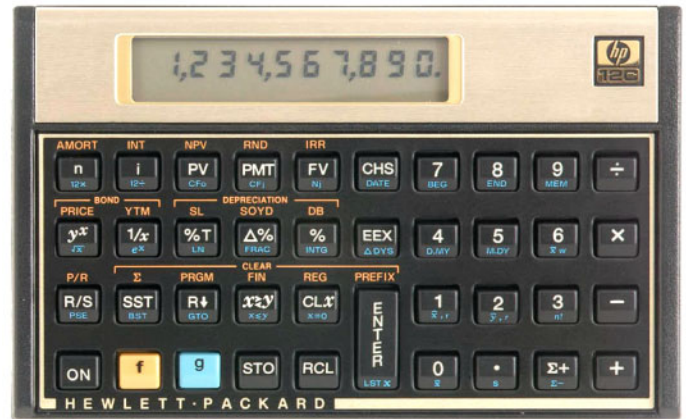 1,234,567,890.
hp
12C
AMORT INT NPV RND IRR
n i PV PMT FV CHS 7 8 9 ÷
12× 12÷ CFo CFj Nj DATE BEG END MEM
BOND DEPRECIATION
PRICE YTM SL SOYD DB
yˣ 1/x %T Δ% % EEX 4 5 6 ×
√x eˣ LN FRAC INTG ΔDYS D.MY M.DY x̄w
CLEAR
P/R Σ PRGM FIN REG PREFIX
R/S SST R↓ x≷y CLx ENTER 1 2 3 −
PSE BST GTO x≤y x=0 x̂,r ŷ,r n!
ON f g STO RCL 0 · Σ+ +
LST x x̄ s Σ−
HEWLETT·PACKARD